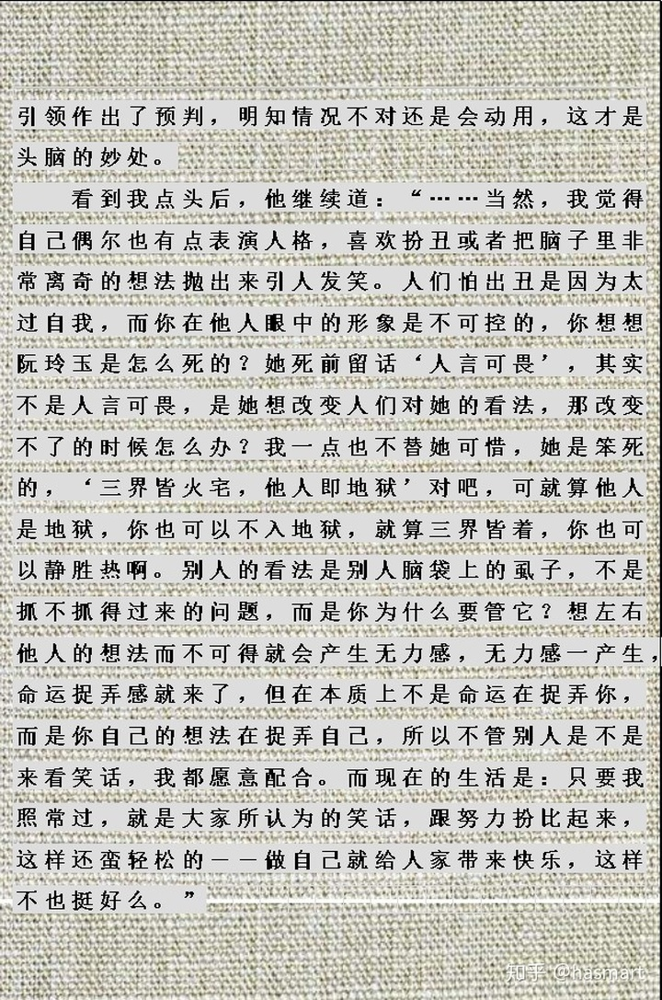 引领作出了预判，明知情况不对还是会动用，这才是
头脑的妙处。
看到我点头后，他继续道：“……当然，我觉得
自己偶尔也有点表演人格，喜欢扮丑或者把脑子里非
常离奇的想法抛出来引人发笑。人们怕出丑是因为太
过自我，而你在他人眼中的形象是不可控的，你想想
阮玲玉是怎么死的？她死前留话‘人言可畏’，其实
不是人言可畏，是她想改变人们对她的看法，那改变
不了的时候怎么办？我一点也不替她可惜，她是笨死
的，‘三界皆火宅，他人即地狱’对吧，可就算他人
是地狱，你也可以不入地狱，就算三界皆着，你也可
以静胜热啊。别人的看法是别人脑袋上的虱子，不是
抓不抓得过来的问题，而是你为什么要管它？想左右
他人的想法而不可得就会产生无力感，无力感一产生，
命运捉弄感就来了，但在本质上不是命运在捉弄你，
而是你自己的想法在捉弄自己，所以不管别人是不是
来看笑话，我都愿意配合。而现在的生活是：只要我
照常过，就是大家所认为的笑话，跟努力扮比起来，
这样还蛮轻松的——做自己就给人家带来快乐，这样
不也挺好么。”
知乎 @hasmart